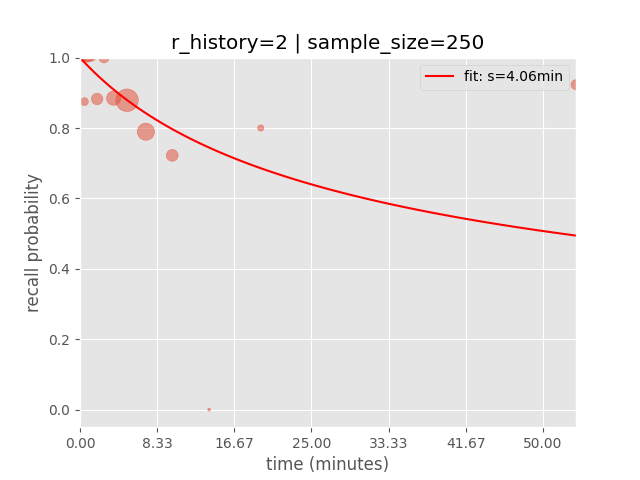 r_history=2 | sample_size=250
fit: s=4.06min
recall probability
1.0
0.8
0.6
0.4
0.2
0.0
0.00 8.33 16.67 25.00 33.33 41.67 50.00
time (minutes)